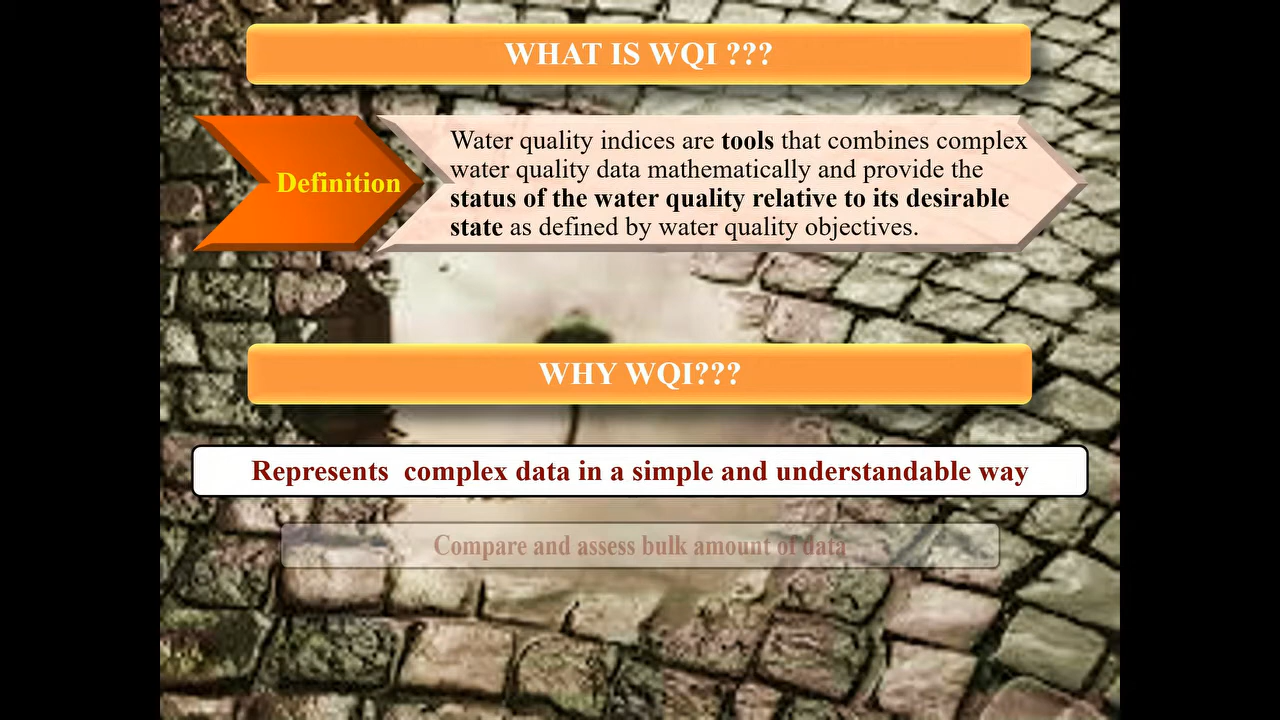 WHAT IS WQI ???
Definition
Water quality indices are tools that combines complex
water quality data mathematically and provide the
status of the water quality relative to its desirable
state as defined by water quality objectives.
WHY WQI???
Represents complex data in a simple and understandable way
Compare and assess bulk amount of data